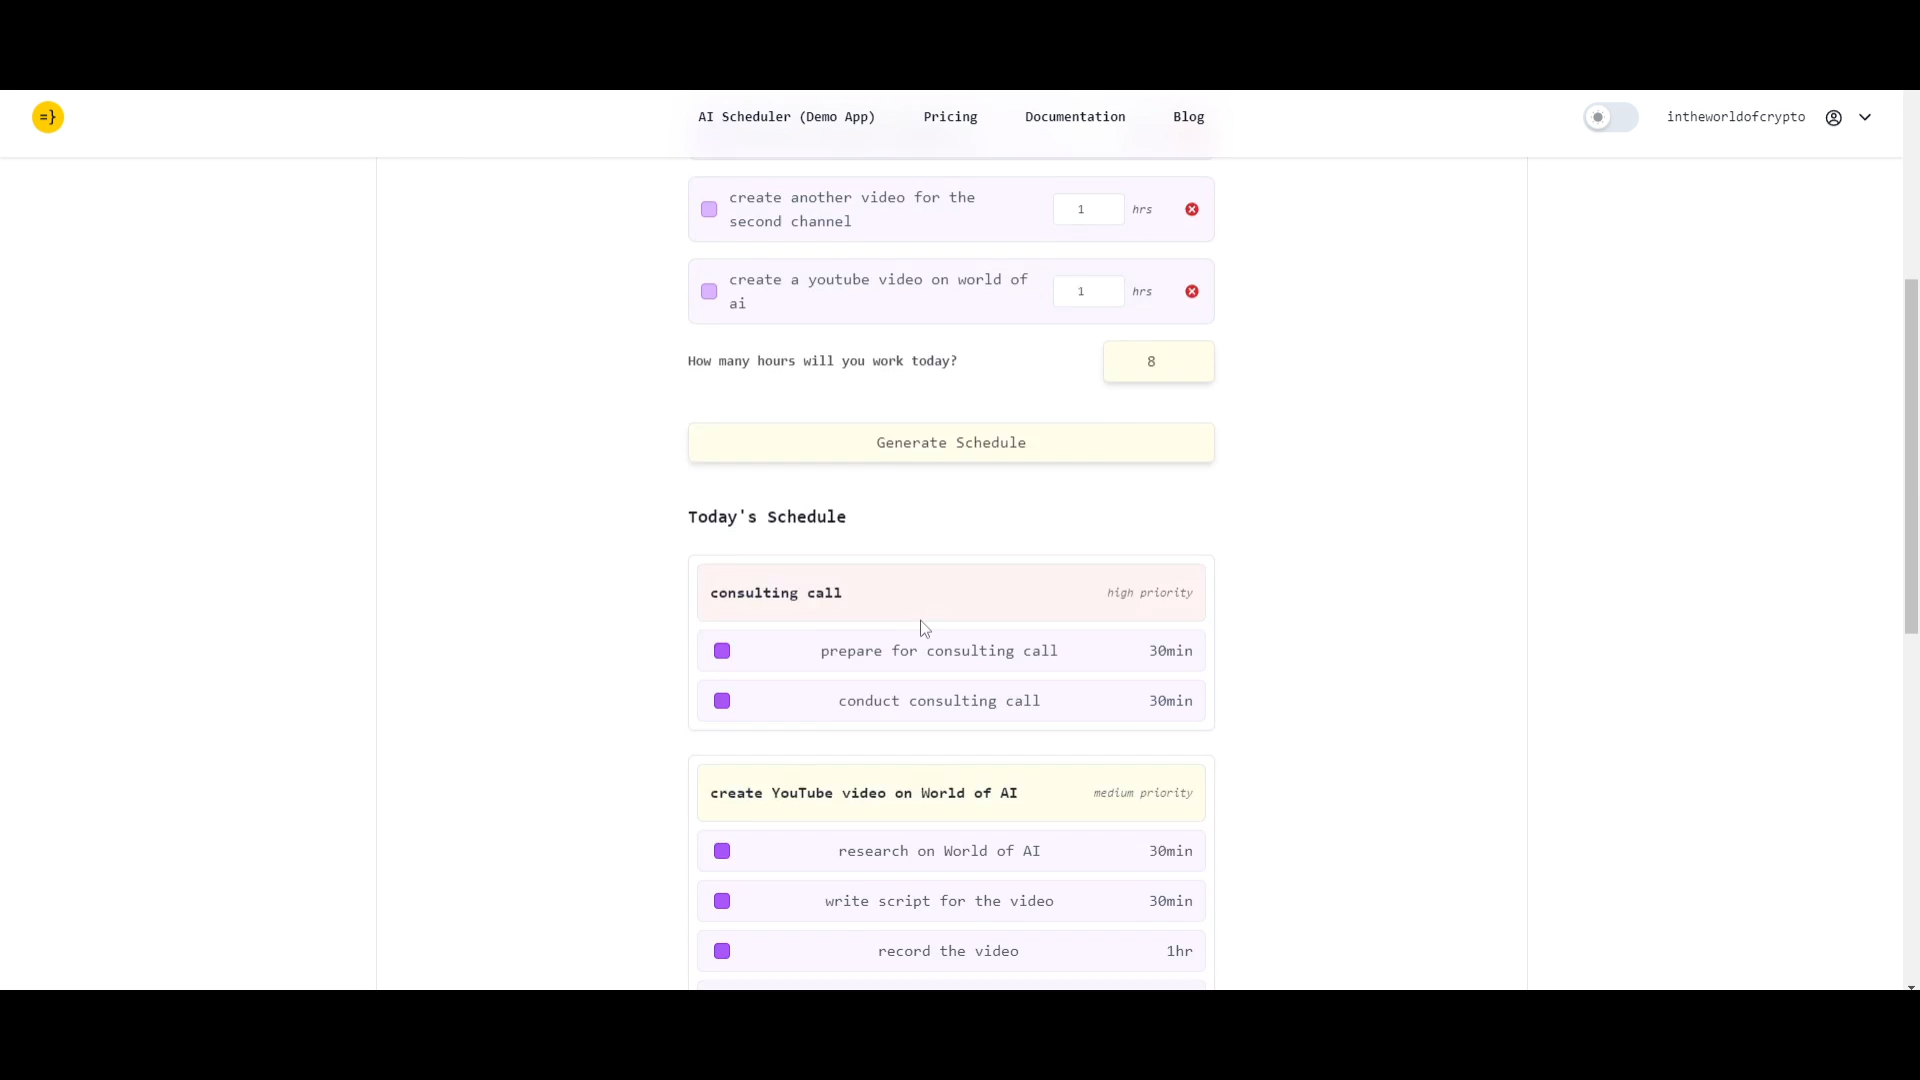 =}
AI Scheduler (Demo App)
Pricing
Documentation
Blog
intheworldofcrypto
create another video for the
second channel
1
hrs
create a youtube video on world of
ai
1
hrs
How many hours will you work today?
8
Generate Schedule
Today's Schedule
consulting call
high priority
prepare for consulting call
30min
conduct consulting call
30min
create YouTube video on World of AI
medium priority
research on World of AI
30min
write script for the video
30min
record the video
1hr